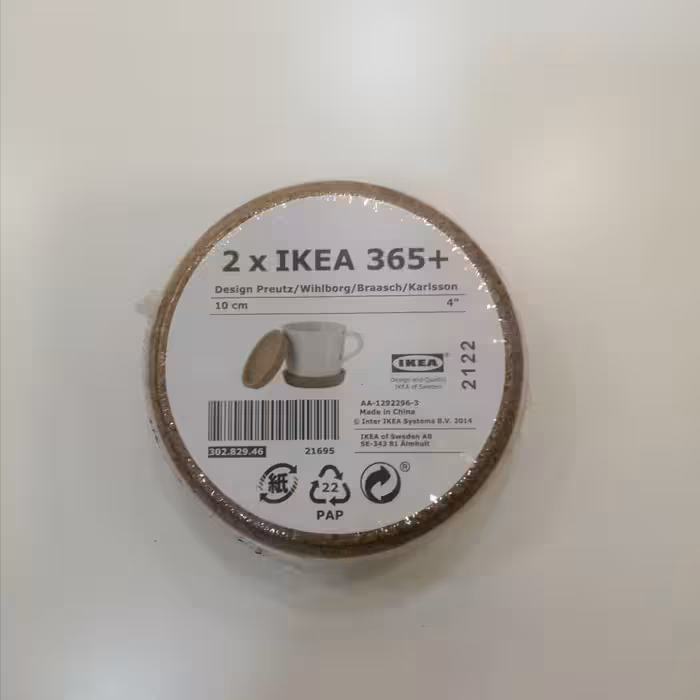 2 x IKEA 365+
Design Preutz/Wihlborg/Braasch/Karlsson
10 cm 4"
IKEA®
Design and Quality
IKEA of Sweden
2122
AA-1292296-3
Made in China
© Inter IKEA Systems B.V. 2014
IKEA of Sweden AB
SE-343 81 Älmhult
302.829.46 21695
紙
22
PAP
®